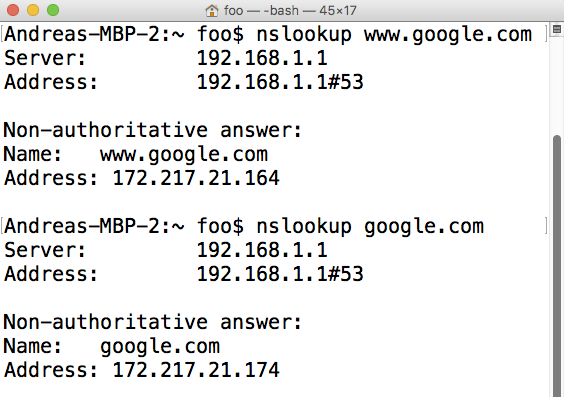 foo — -bash — 45×17
Andreas-MBP-2:~ foo$ nslookup www.google.com
Server:         192.168.1.1
Address:        192.168.1.1#53

Non-authoritative answer:
Name:   www.google.com
Address: 172.217.21.164

Andreas-MBP-2:~ foo$ nslookup google.com
Server:         192.168.1.1
Address:        192.168.1.1#53

Non-authoritative answer:
Name:   google.com
Address: 172.217.21.174